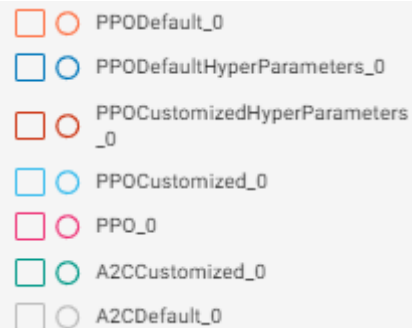 PPODefault_0
PPODefaultHyperParameters_0
PPOCustomizedHyperParameters
_0
PPOCustomized_0
PPO_0
A2CCustomized_0
A2CDefault_0